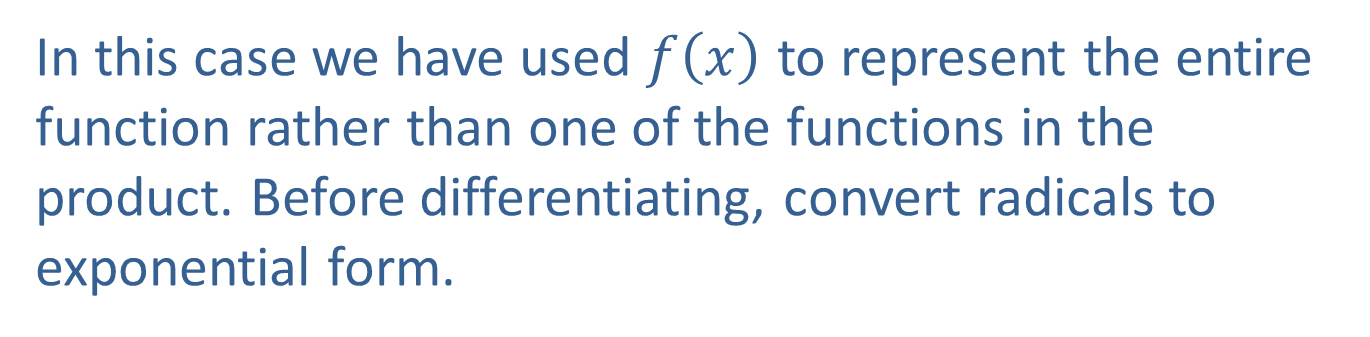 In this case we have used f(x) to represent the entire
function rather than one of the functions in the
product. Before differentiating, convert radicals to
exponential form.